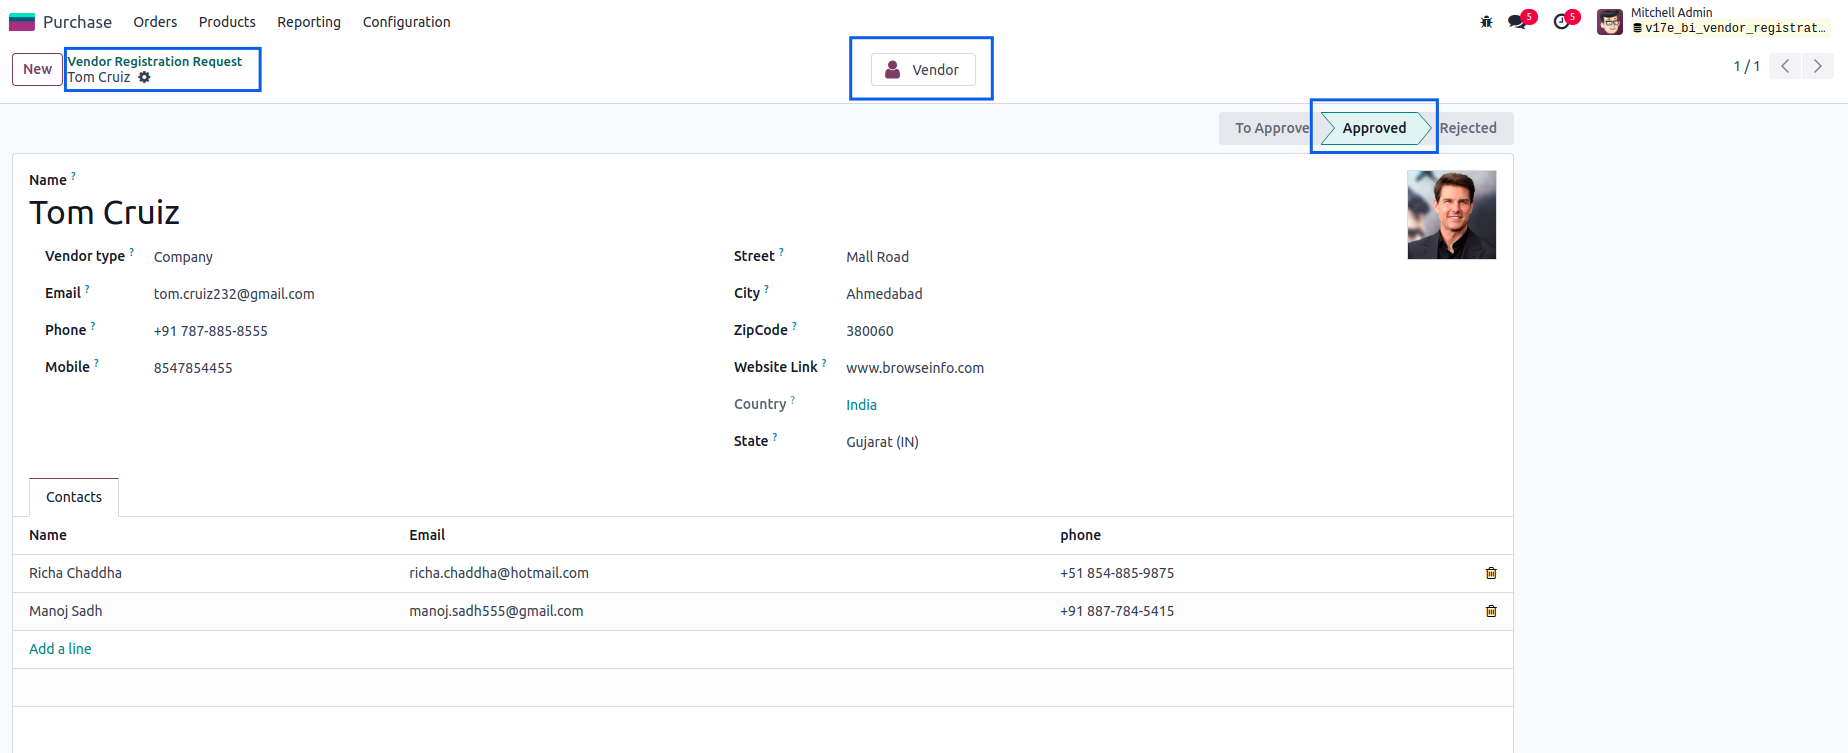 Purchase Orders Products Reporting Configuration
5 5 Mitchell Admin
v17e_bi_vendor_registrat...
New Vendor Registration Request
Tom Cruiz
Vendor
1 / 1
To Approve Approved Rejected
Name ?
Tom Cruiz
Vendor type ? Company
Email ? tom.cruiz232@gmail.com
Phone ? +91 787-885-8555
Mobile ? 8547854455
Street ? Mall Road
City ? Ahmedabad
ZipCode ? 380060
Website Link ? www.browseinfo.com
Country ? India
State ? Gujarat (IN)
Contacts
Name Email phone
Richa Chaddha richa.chaddha@hotmail.com +51 854-885-9875
Manoj Sadh manoj.sadh555@gmail.com +91 887-784-5415
Add a line